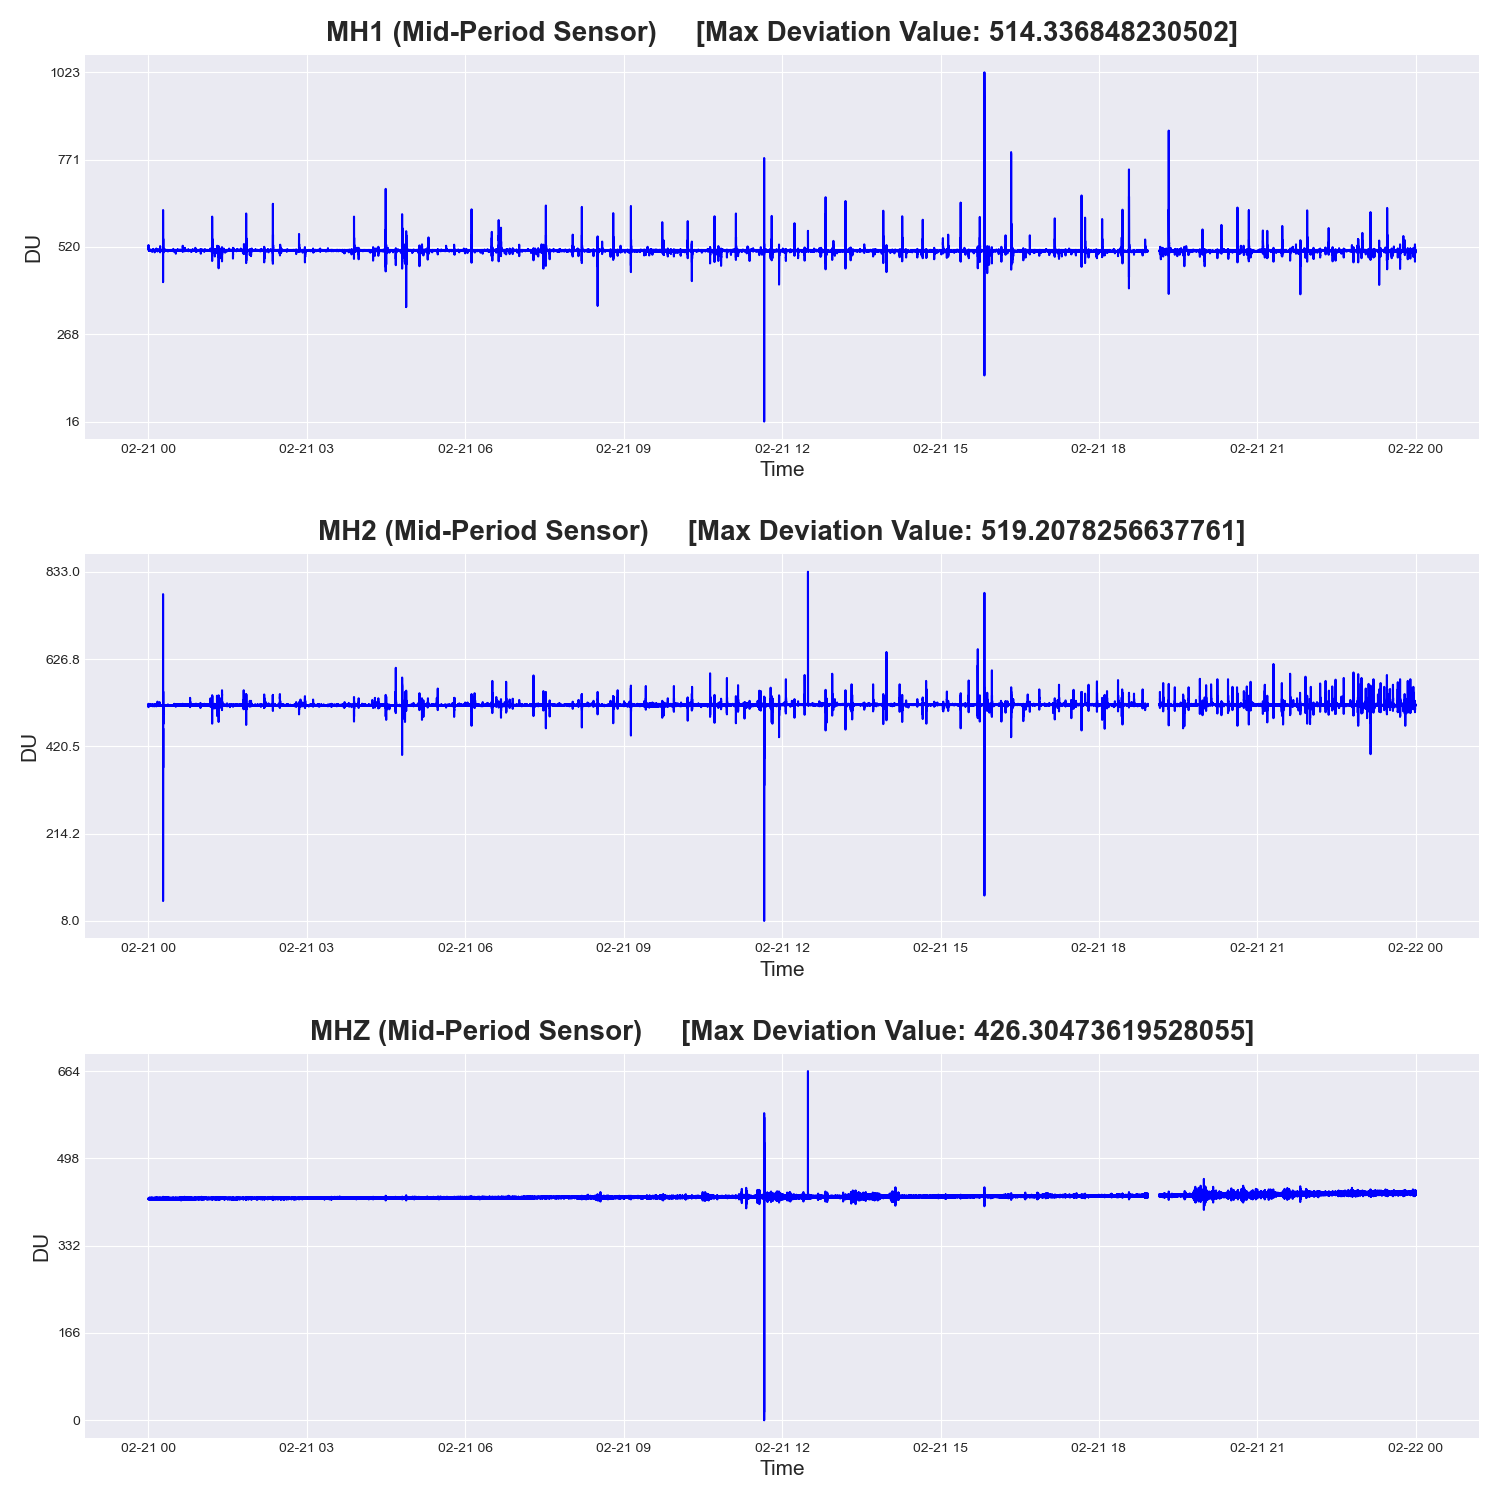 MH1 (Mid-Period Sensor) [Max Deviation Value: 514.336848230502]
1023
771
520
268
16
DU
02-21 00 02-21 03 02-21 06 02-21 09 02-21 12 02-21 15 02-21 18 02-21 21 02-22 00
Time
MH2 (Mid-Period Sensor) [Max Deviation Value: 519.2078256637761]
833.0
626.8
420.5
214.2
8.0
DU
02-21 00 02-21 03 02-21 06 02-21 09 02-21 12 02-21 15 02-21 18 02-21 21 02-22 00
Time
MHZ (Mid-Period Sensor) [Max Deviation Value: 426.30473619528055]
664
498
332
166
0
DU
02-21 00 02-21 03 02-21 06 02-21 09 02-21 12 02-21 15 02-21 18 02-21 21 02-22 00
Time